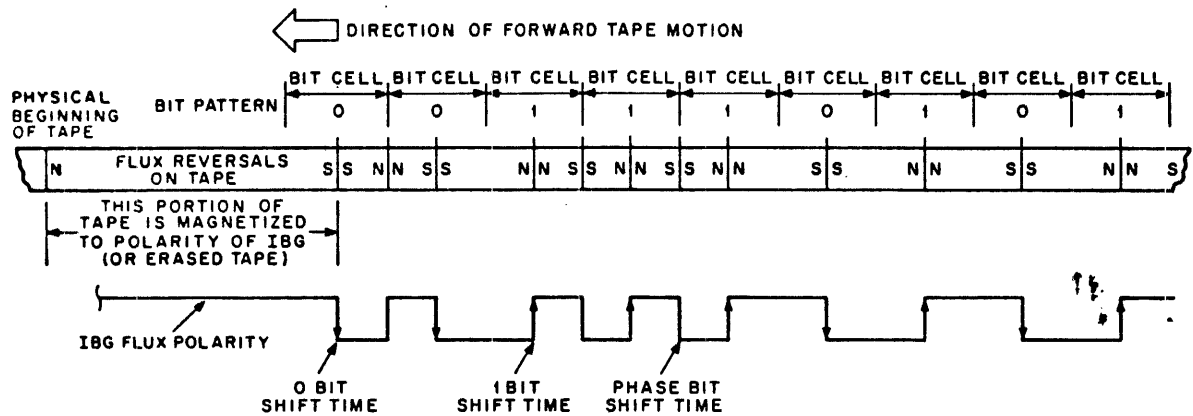 DIRECTION OF FORWARD TAPE MOTION
BIT CELL BIT CELL BIT CELL BIT CELL BIT CELL BIT CELL BIT CELL BIT CELL BIT CELL
PHYSICAL
BEGINNING
OF TAPE
BIT PATTERN 0 0 1 1 1 0 1 0 1
N FLUX REVERSALS S S N N S S N N S S N N S S N N S S N N S
ON TAPE
THIS PORTION OF
TAPE IS MAGNETIZED
TO POLARITY OF IBG
(OR ERASED TAPE)
IBG FLUX POLARITY
0 BIT
SHIFT TIME
1 BIT
SHIFT TIME
PHASE BIT
SHIFT TIME